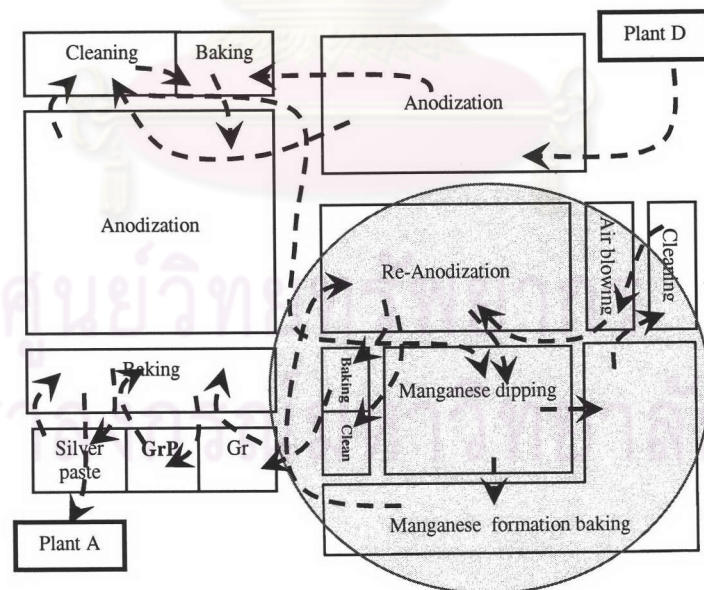 Plant D
Cleaning
Baking
Anodization
Anodization
Re-Anodization
Air blowing
Cleaning
Baking
Baking
Manganese dipping
Clean
Silver
paste
GrP
Gr
Manganese formation baking
Plant A